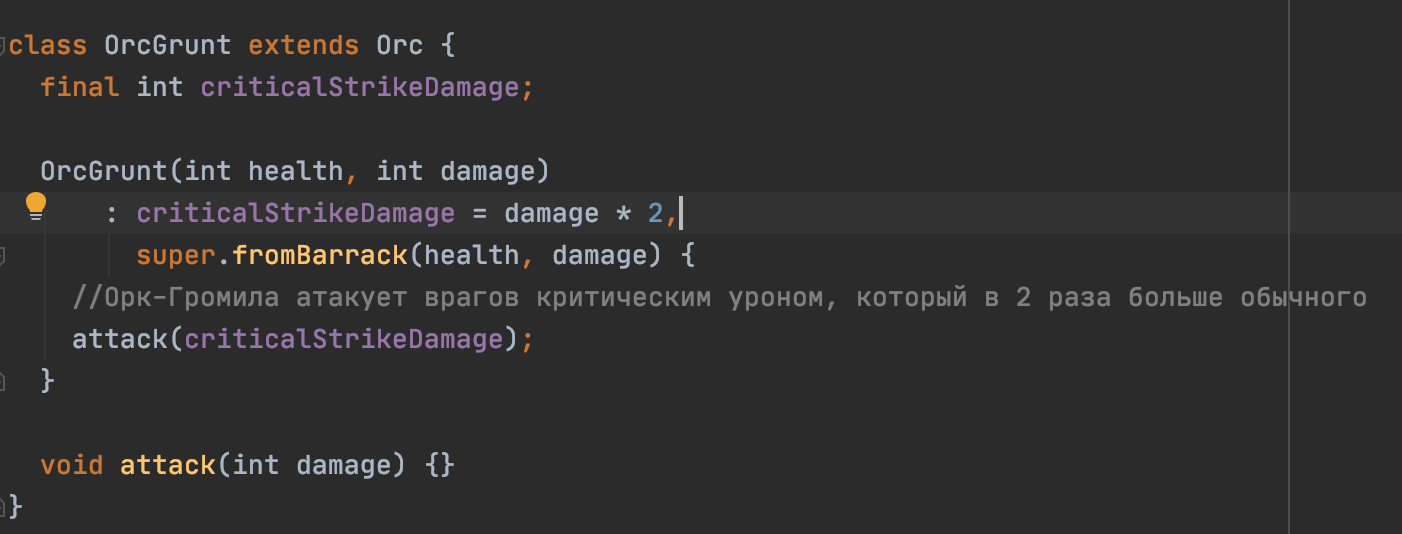 class OrcGrunt extends Orc {
final int criticalStrikeDamage;
OrcGrunt(int health, int damage)
: criticalStrikeDamage = damage * 2,
super.fromBarrack(health, damage) {
//Орк-Громила атакует врагов критическим уроном, который в 2 раза больше обычного
attack(criticalStrikeDamage);
}
void attack(int damage) {}
}